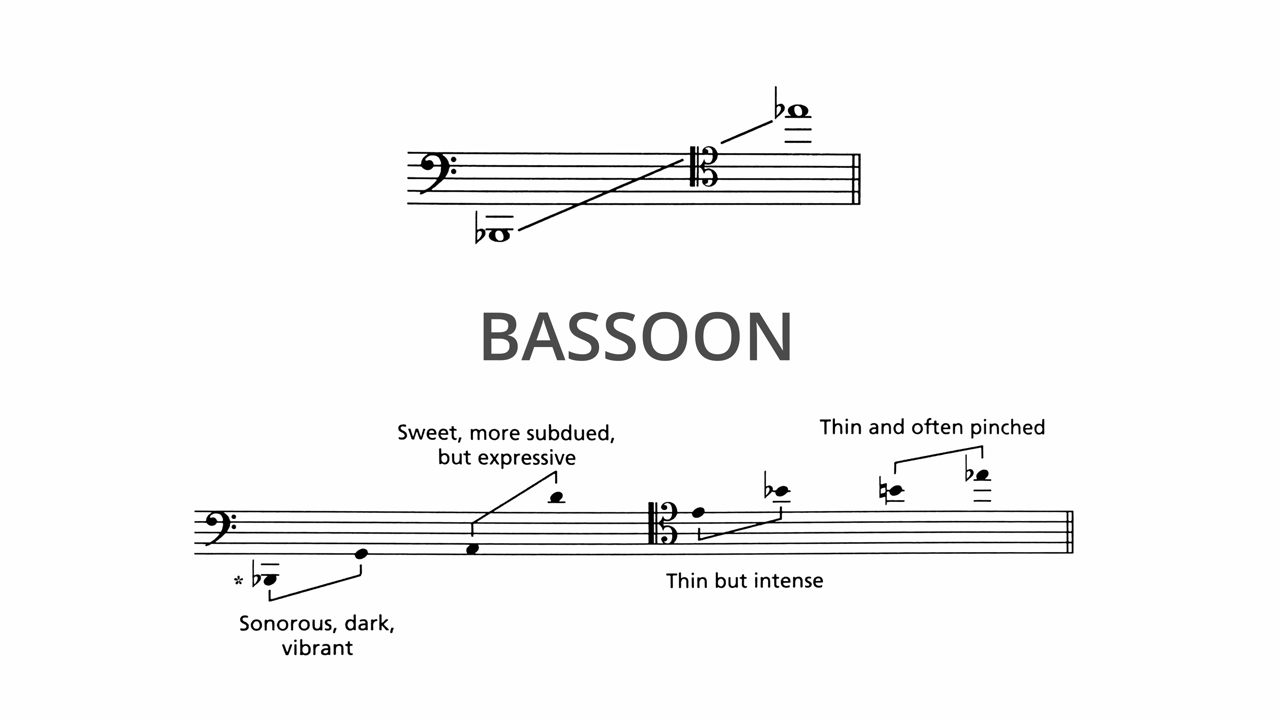 BASSOON
Sweet, more subdued,
but expressive
Thin and often pinched
*
Thin but intense
Sonorous, dark,
vibrant